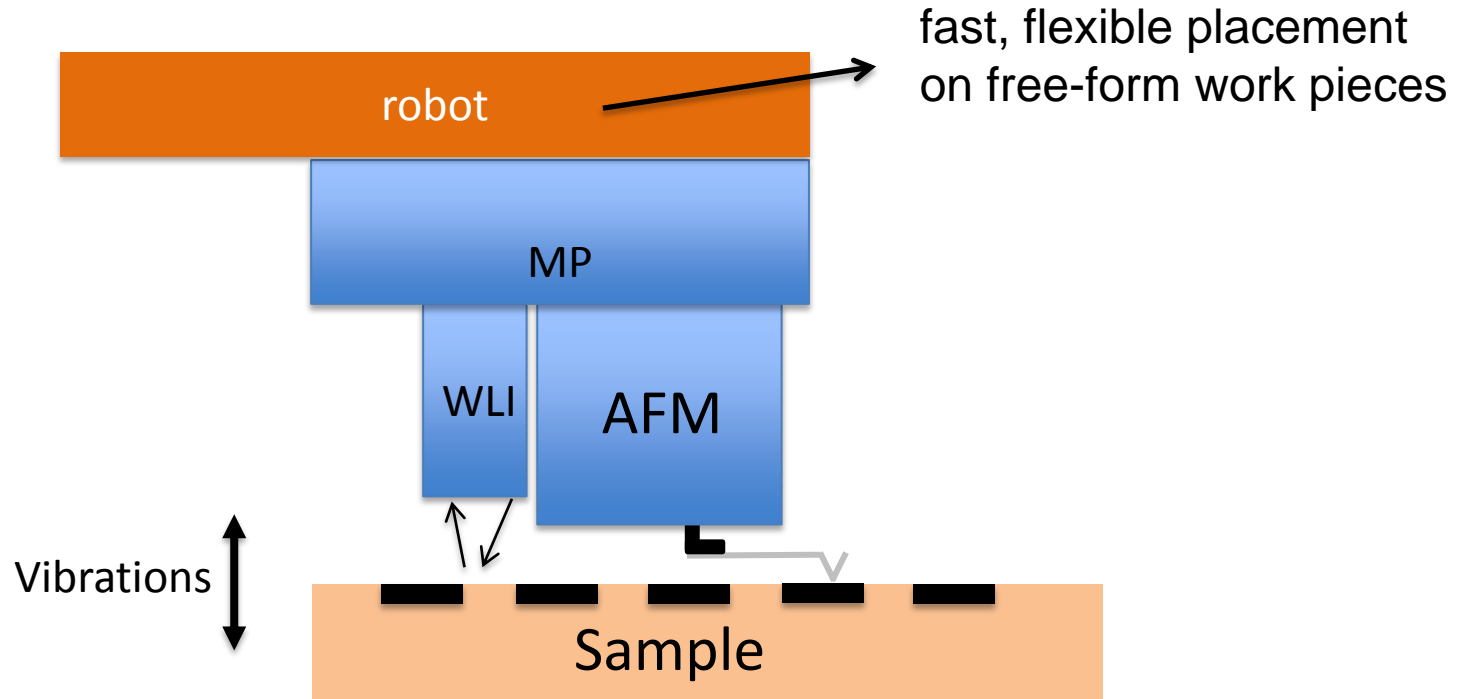 fast, flexible placement
on free-form work pieces
robot
MP
WLI
AFM
Vibrations
Sample